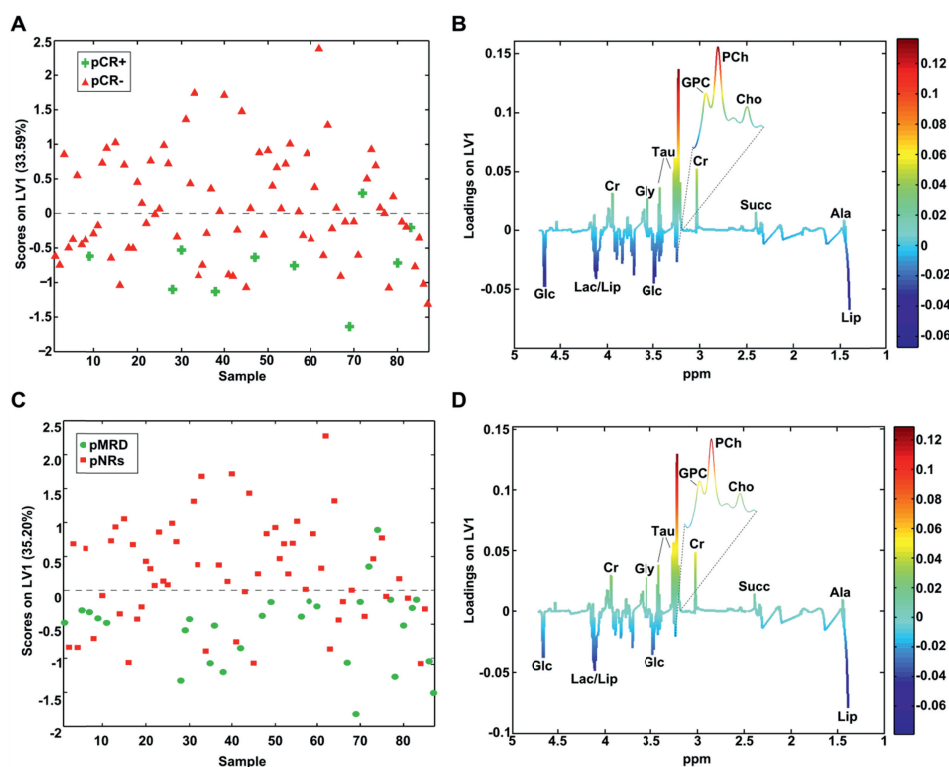 A
Scores on LV1 (33.59%)
2.5
2
1.5
1
0.5
0
-0.5
-1
-1.5
−2
pCR+
pCR-
10 20 30 40 50 60 70 80
Sample
B
Loadings on LV1
0.15
0.1
0.05
0
0.05
GPC
PCh
Cho
Tau
Cr
Gy
Cr
Succ
Ala
Glc
Lac/Lip
Glc
Lip
5 4.5 4 3.5 3 2.5 2 1.5 1
ppm
0.12
0.10
0.08
0.06
0.04
0.02
0
-0.02
-0.04
-0.06
C
Scores on LV1 (35.20%)
2.5
2.0
1.5
1
0.5
0
-0.5
-1
-1.5
−2
pMRD
pNRs
10 20 30 40 50 60 70 80
Sample
D
Loadings on LV1
0.15
0.1
0.05
0
-0.05
-0.1
PCh
GPC
Cho
Tau
Cr
Gy
Cr
Succ
Ala
Glc
Lac/Lip
Glc
Lip
5 4.5 4 3.5 3 2.5 2 1.5 1
ppm
0.12
0.10
0.08
0.06
0.04
0.02
0
-0.02
-0.04
-0.06